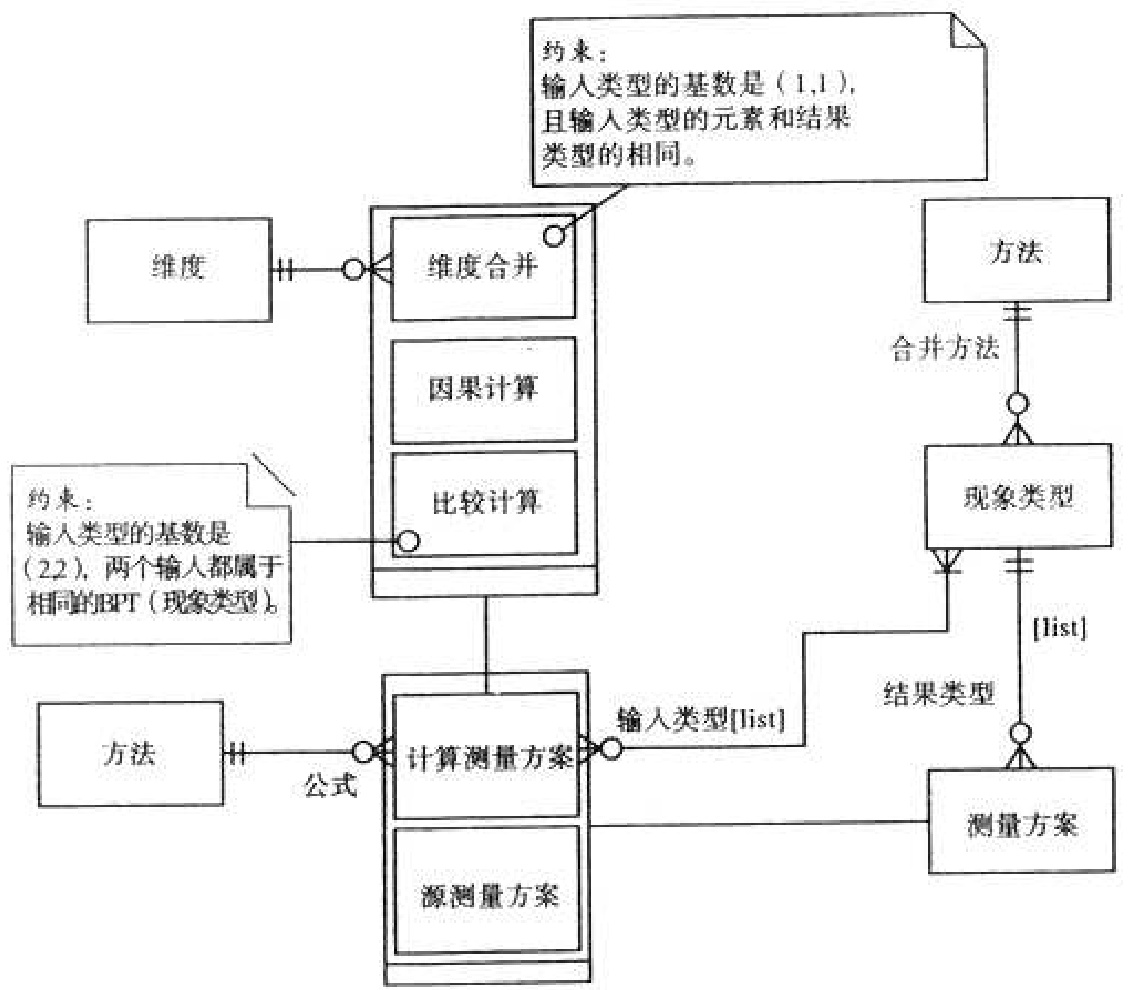 约束：
输入类型的基数是（1,1），
且输入类型的元素和结果
类型的相同。
维度
维度合并
方法
合并方法
因果计算
现象类型
比较计算
约束：
输入类型的基数是
（2,2），两个输入都属于
相同的BPT（现象类型）。
[list]
结果类型
输入类型[list]
方法
公式
计算测量方案
测量方案
源测量方案